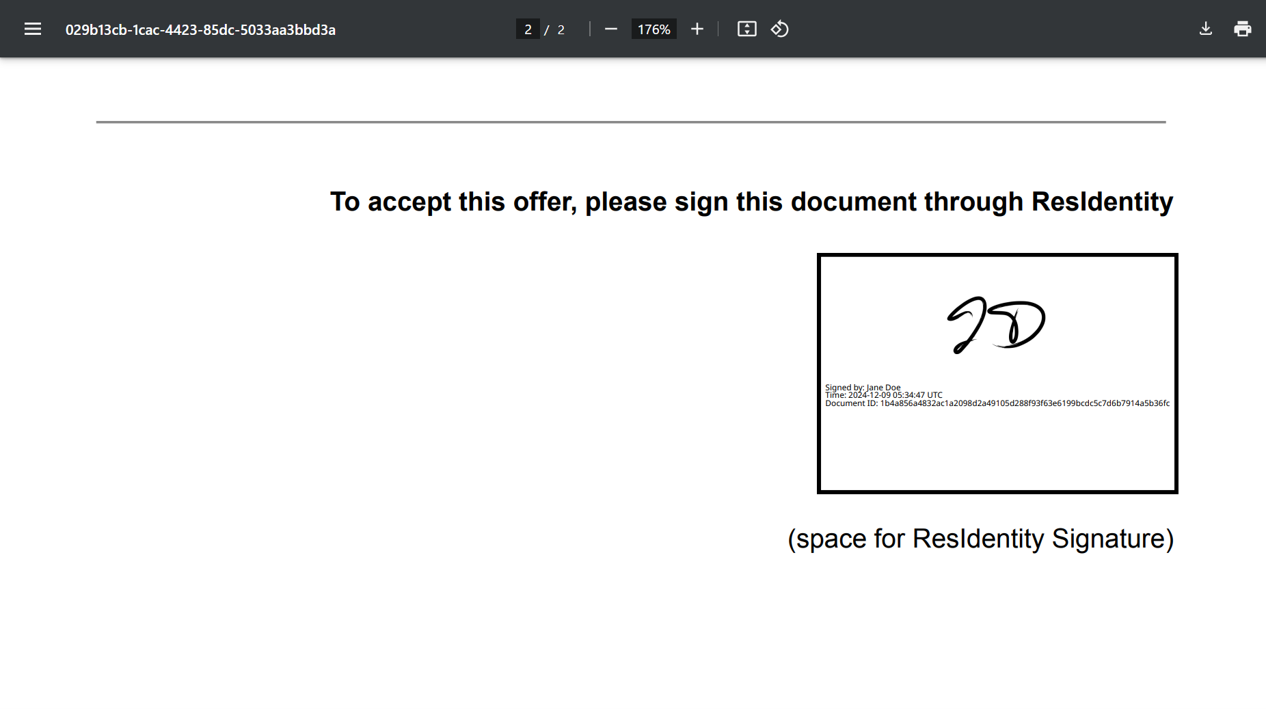 029b13cb-1cac-4423-85dc-5033aa3bbd3a 2 / 2 176%
To accept this offer, please sign this document through ResIdentity
JD
Signed by: Jane Doe
Time: 2024-12-09 05:34:47 UTC
Document ID: 1b4a856a4832ac1a2098d2a49105d288f93f63e6199bcdc5c7d6b7914a5b36fc
(space for ResIdentity Signature)